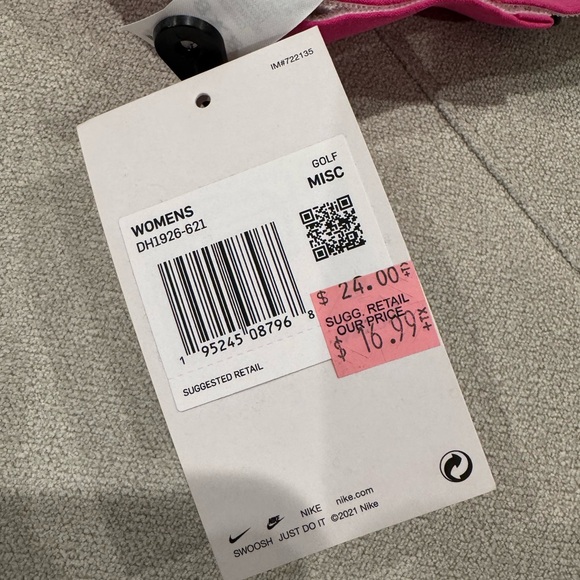 IM#722135
GOLF
MISC
WOMENS
DH1926-621
1 95245 08796 8
SUGGESTED RETAIL
$ 24.00
SUGG. RETAIL
OUR PRICE
$ 16.99+TX
NIKE nike.com
SWOOSH JUST DO IT ©2021 Nike